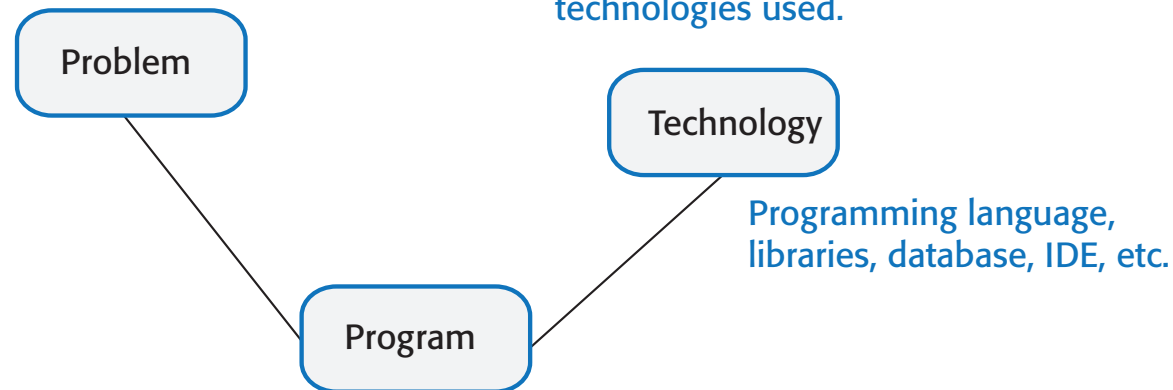 technologies used.
Problem
Technology
Programming language,
libraries, database, IDE, etc.
Program